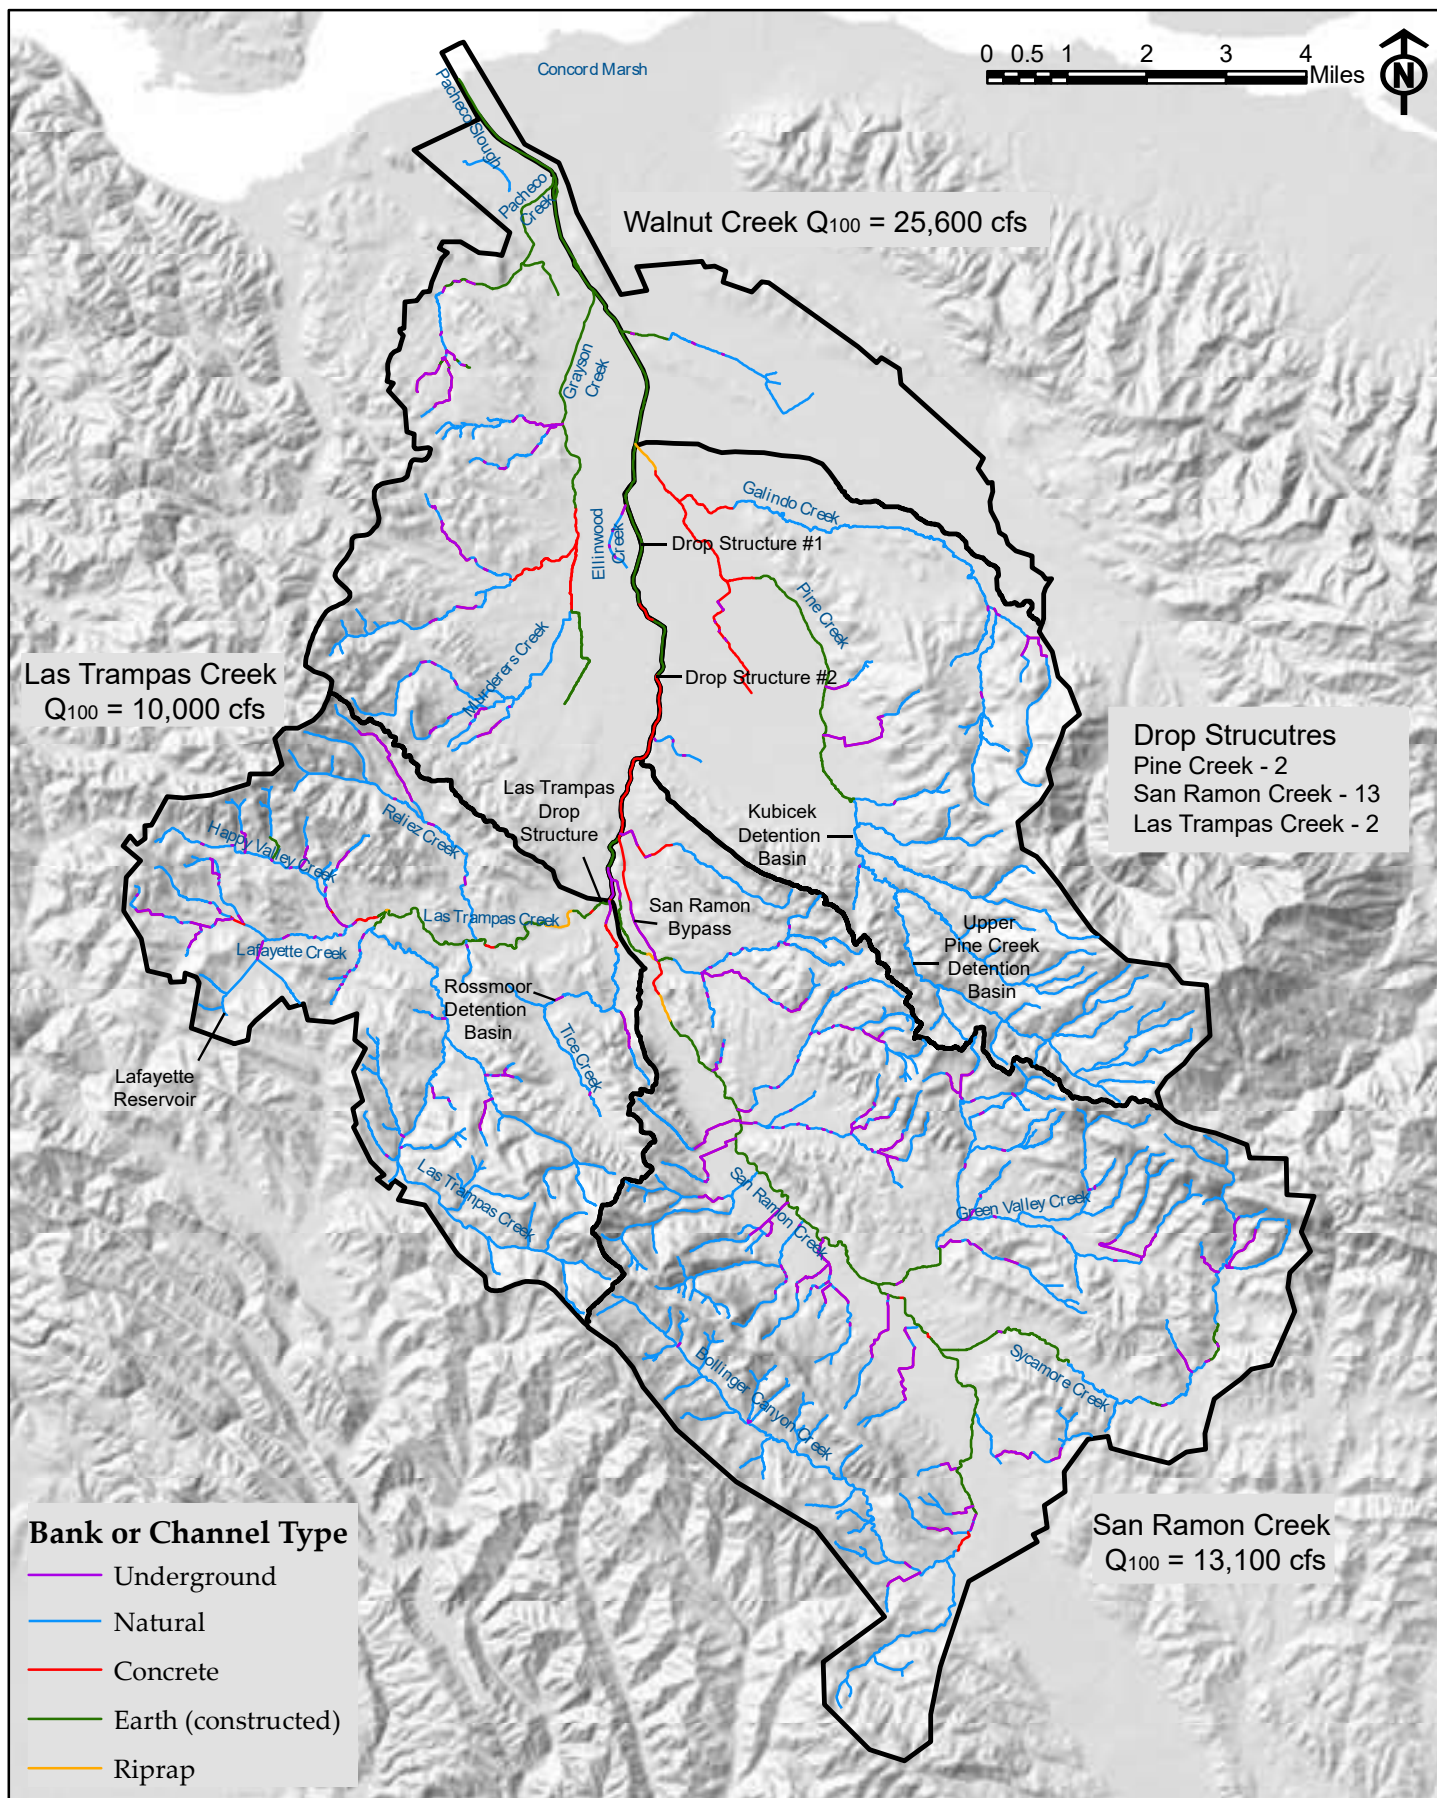 Concord Marsh
0 0.5 1 2 3 4
Miles
N
Pacheco Slough
Pacheco
Creek
Walnut Creek Q100 = 25,600 cfs
Grayson
Creek
Galindo Creek
Ellinwood
Creek
Drop Structure #1
Pine Creek
Murderers Creek
Drop Structure #2
Las Trampas Creek
Q100 = 10,000 cfs
Drop Strucutres
Pine Creek - 2
San Ramon Creek - 13
Las Trampas Creek - 2
Las Trampas
Drop
Structure
Kubicek
Detention
Basin
Reliez Creek
Happy Valley Creek
Las Trampas Creek
San Ramon
Bypass
Upper
Pine Creek
Detention
Basin
Lafayette Creek
Rossmoor
Detention
Basin
Tice Creek
Lafayette
Reservoir
Las Trampas Creek
San Ramon Creek
Green Valley Creek
Sycamore Creek
Bollinger Canyon Creek
San Ramon Creek
Q100 = 13,100 cfs
Bank or Channel Type
Underground
Natural
Concrete
Earth (constructed)
Riprap